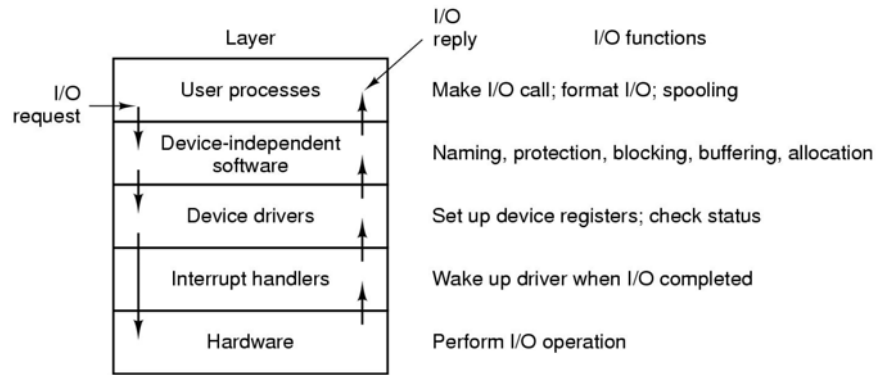 I/O
reply
Layer
I/O functions
I/O
request
User processes
Make I/O call; format I/O; spooling
Device-independent
software
Naming, protection, blocking, buffering, allocation
Device drivers
Set up device registers; check status
Interrupt handlers
Wake up driver when I/O completed
Hardware
Perform I/O operation